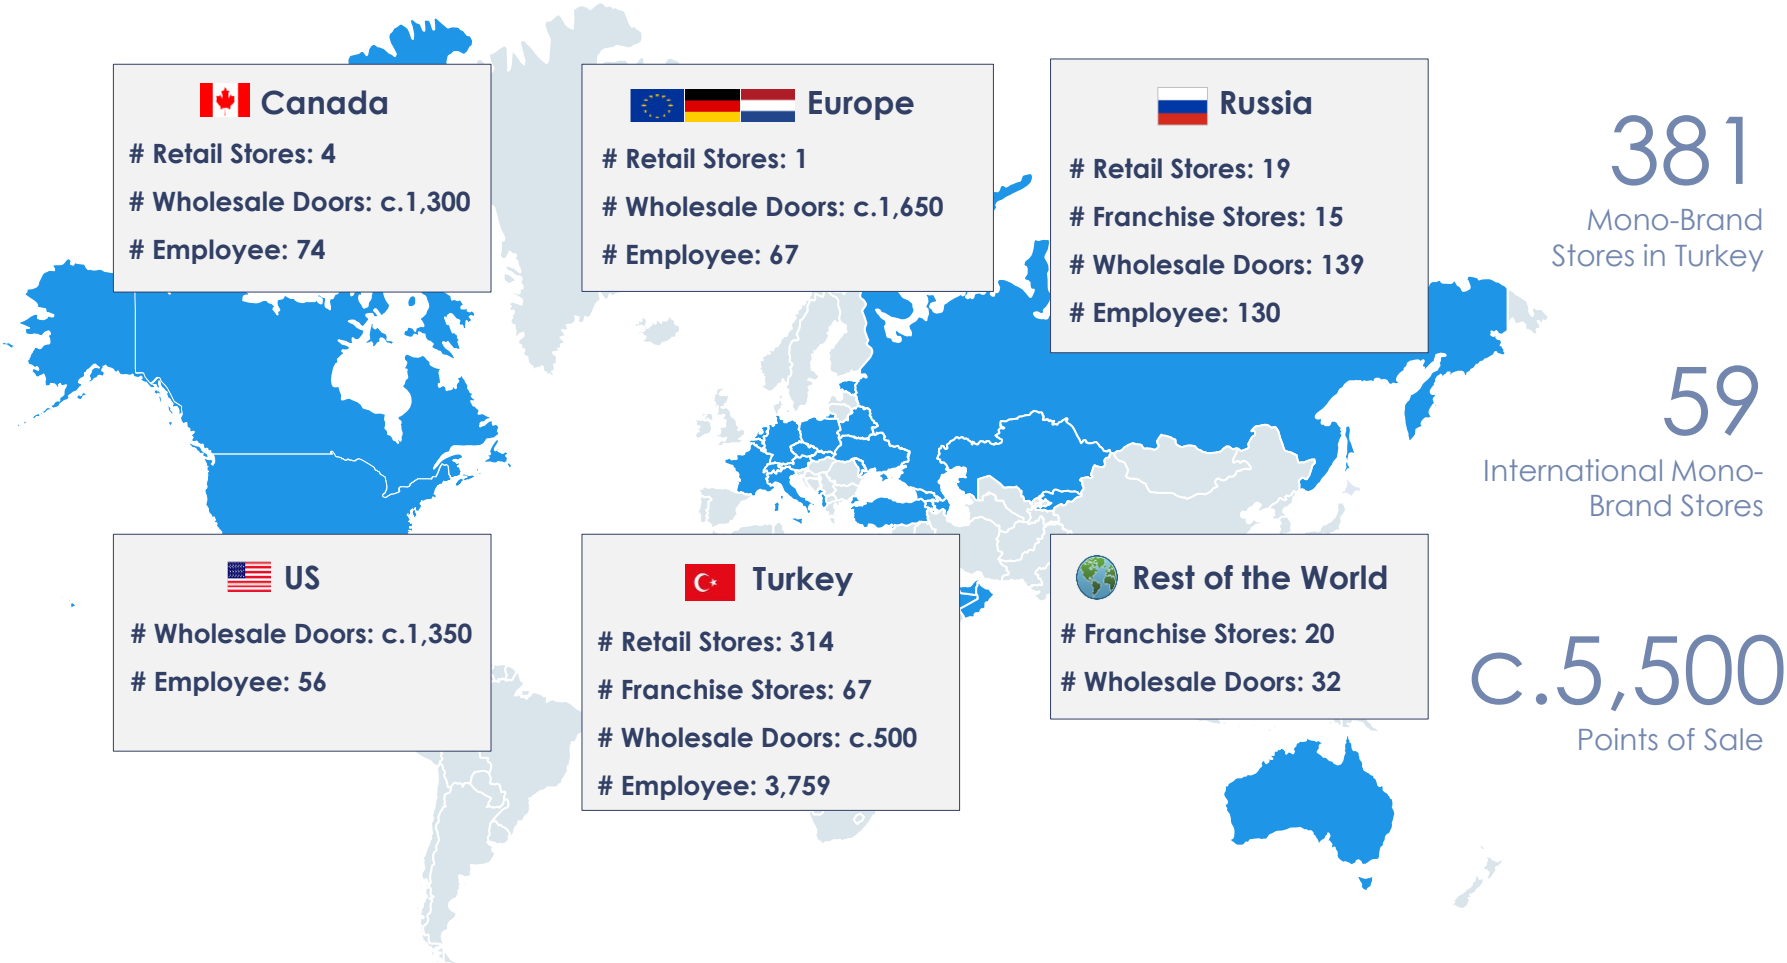 Canada
# Retail Stores: 4
# Wholesale Doors: c.1,300
# Employee: 74
Europe
# Retail Stores: 1
# Wholesale Doors: c.1,650
# Employee: 67
Russia
# Retail Stores: 19
# Franchise Stores: 15
# Wholesale Doors: 139
# Employee: 130
381
Mono-Brand
Stores in Turkey
59
International Mono-
Brand Stores
US
# Wholesale Doors: c.1,350
# Employee: 56
Turkey
# Retail Stores: 314
# Franchise Stores: 67
# Wholesale Doors: c.500
# Employee: 3,759
Rest of the World
# Franchise Stores: 20
# Wholesale Doors: 32
c.5,500
Points of Sale